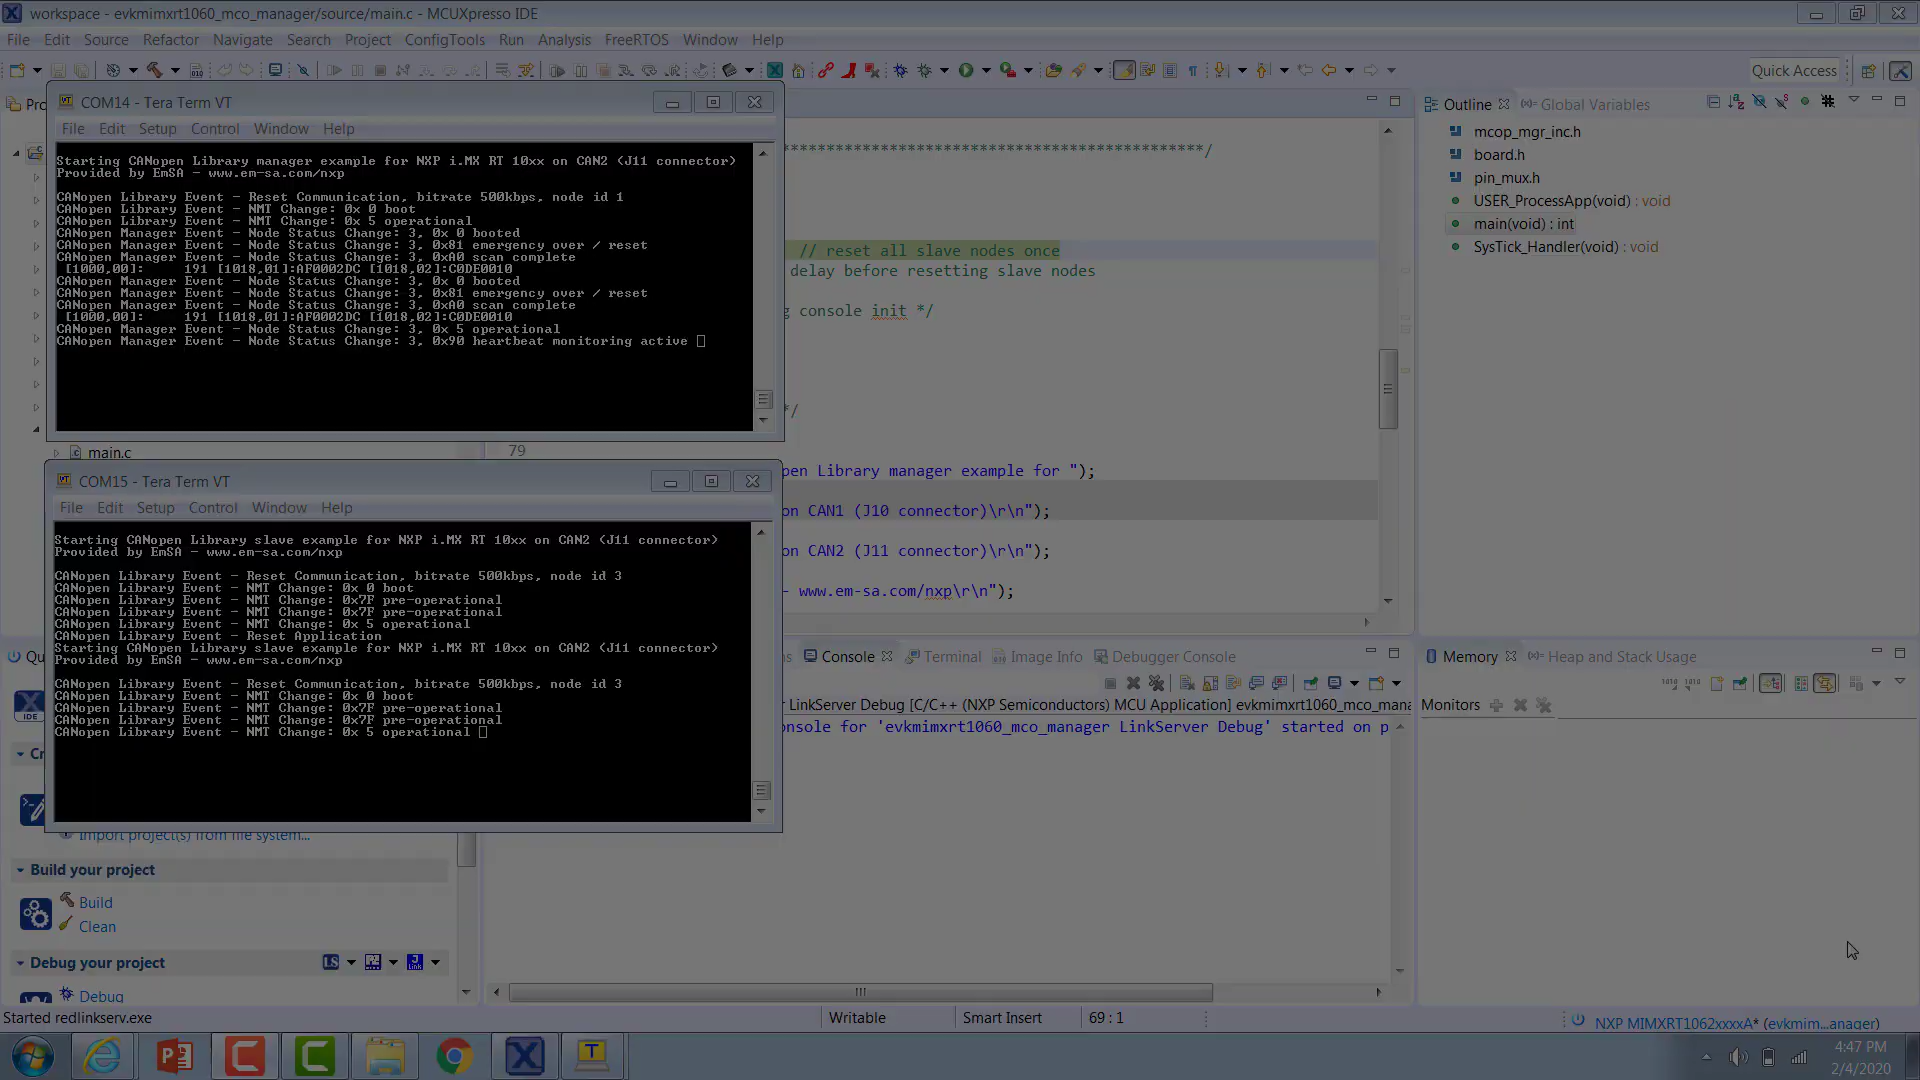 workspace - evkmimxrt1060_mco_manager/source/main.c - MCUXpresso IDE
File Edit Source Refactor Navigate Search Project ConfigTools Run Analysis FreeRTOS Window Help
Quick Access
COM14 - Tera Term VT
File Edit Setup Control Window Help
Starting CANopen Library manager example for NXP i.MX RT 10xx on CAN2 (J11 connector)
Provided by EmSA - www.em-sa.com/nxp
CANopen Library Event - Reset Communication, bitrate 500kbps, node id 1
CANopen Library Event - NMT Change: 0x 0 boot
CANopen Library Event - NMT Change: 0x 5 operational
CANopen Manager Event - Node Status Change: 3, 0x 0 booted
CANopen Manager Event - Node Status Change: 3, 0x81 emergency over / reset
CANopen Manager Event - Node Status Change: 3, 0xA0 scan complete
[1000,00]: 191 [1018,01]:AF0002DC [1018,02]:C0DE0010
CANopen Manager Event - Node Status Change: 3, 0x 0 booted
CANopen Manager Event - Node Status Change: 3, 0x81 emergency over / reset
CANopen Manager Event - Node Status Change: 3, 0xA0 scan complete
[1000,00]: 191 [1018,01]:AF0002DC [1018,02]:C0DE0010
CANopen Manager Event - Node Status Change: 3, 0x 5 operational
CANopen Manager Event - Node Status Change: 3, 0x90 heartbeat monitoring active
main.c
COM15 - Tera Term VT
File Edit Setup Control Window Help
Starting CANopen Library slave example for NXP i.MX RT 10xx on CAN2 (J11 connector)
Provided by EmSA - www.em-sa.com/nxp
CANopen Library Event - Reset Communication, bitrate 500kbps, node id 3
CANopen Library Event - NMT Change: 0x 0 boot
CANopen Library Event - NMT Change: 0x7F pre-operational
CANopen Library Event - NMT Change: 0x7F pre-operational
CANopen Library Event - NMT Change: 0x 5 operational
CANopen Library Event - Reset Application
Starting CANopen Library slave example for NXP i.MX RT 10xx on CAN2 (J11 connector)
Provided by EmSA - www.em-sa.com/nxp
CANopen Library Event - Reset Communication, bitrate 500kbps, node id 3
CANopen Library Event - NMT Change: 0x 0 boot
CANopen Library Event - NMT Change: 0x7F pre-operational
CANopen Library Event - NMT Change: 0x7F pre-operational
CANopen Library Event - NMT Change: 0x 5 operational
*********************************************/
// reset all slave nodes once
delay before resetting slave nodes
g console init */
*/
79
pen Library manager example for ");
on CAN1 (J10 connector)\r\n");
on CAN2 (J11 connector)\r\n");
- www.em-sa.com/nxp\r\n");
Outline Global Variables
mcop_mgr_inc.h
board.h
pin_mux.h
USER_ProcessApp(void) : void
main(void) : int
SysTick_Handler(void) : void
Console Terminal Image Info Debugger Console
LinkServer Debug [C/C++ (NXP Semiconductors) MCU Application] evkmimxrt1060_mco_mana
onsole for 'evkmimxrt1060_mco_manager LinkServer Debug' started on p
Memory Heap and Stack Usage
Monitors
IDE
Import project(s) from file system...
Build your project
Build
Clean
Debug your project
LS
Debug
Started redlinkserv.exe
Writable
Smart Insert
69 : 1
NXP MIMXRT1062xxxxA* (evkmim...anager)
4:47 PM
2/4/2020